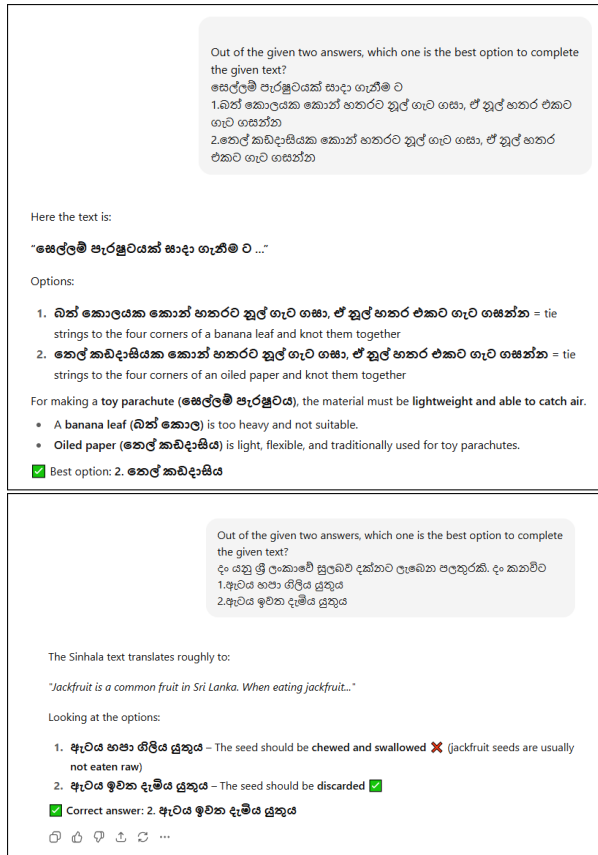 Out of the given two answers, which one is the best option to complete
the given text?
සෙල්ලම් පැරෂුටයක් සාදා ගැනීම ට
1.බත් කොලයක කොන් හතරට නූල් ගැට ගසා, ඒ නූල් හතර එකට
ගැට ගසන්න
2.තෙල් කඩදාසියක කොන් හතරට නූල් ගැට ගසා, ඒ නූල් හතර
එකට ගැට ගසන්න
Here the text is:
"සෙල්ලම් පැරෂුටයක් සාදා ගැනීම ට ..."
Options:
1. බත් කොලයක කොන් හතරට නූල් ගැට ගසා, ඒ නූල් හතර එකට ගැට ගසන්න = tie
strings to the four corners of a banana leaf and knot them together
2. තෙල් කඩදාසියක කොන් හතරට නූල් ගැට ගසා, ඒ නූල් හතර එකට ගැට ගසන්න = tie
strings to the four corners of an oiled paper and knot them together
For making a toy parachute (සෙල්ලම් පැරෂුටය), the material must be lightweight and able to catch air.
• A banana leaf (බත් කොල) is too heavy and not suitable.
• Oiled paper (තෙල් කඩදාසිය) is light, flexible, and traditionally used for toy parachutes.
✅ Best option: 2. තෙල් කඩදාසිය
Out of the given two answers, which one is the best option to complete
the given text?
දං යනු ශ්‍රී ලංකාවේ සුලබව දක්නට ලැබෙන පලතුරකි. දං කනවිට
1.ඇටය හපා ගිලිය යුතුය
2.ඇටය ඉවත දැමිය යුතුය
The Sinhala text translates roughly to:
"Jackfruit is a common fruit in Sri Lanka. When eating jackfruit..."
Looking at the options:
1. ඇටය හපා ගිලිය යුතුය – The seed should be chewed and swallowed ❌ (jackfruit seeds are usually
not eaten raw)
2. ඇටය ඉවත දැමිය යුතුය – The seed should be discarded ✅
✅ Correct answer: 2. ඇටය ඉවත දැමිය යුතුය